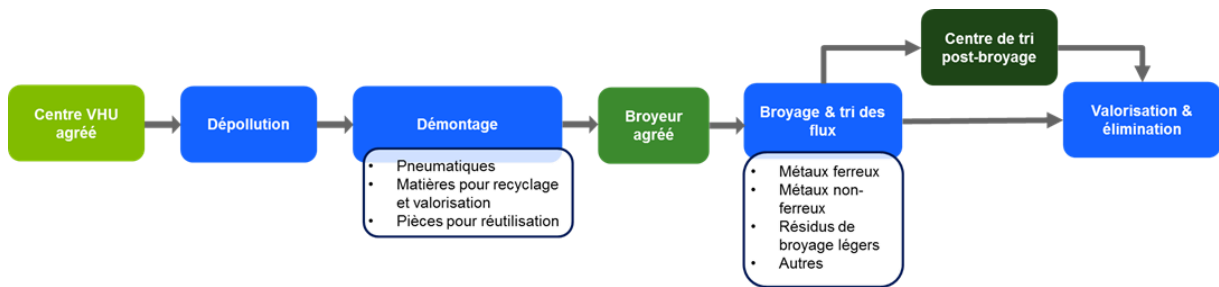 Centre de tri
post-broyage
Centre VHU
agréé
Dépollution
Démontage
Broyeur
agréé
Broyage & tri des
flux
Valorisation &
élimination
• Pneumatiques
• Matières pour recyclage
et valorisation
• Pièces pour réutilisation
• Métaux ferreux
• Métaux non-
ferreux
• Résidus de
broyage légers
• Autres